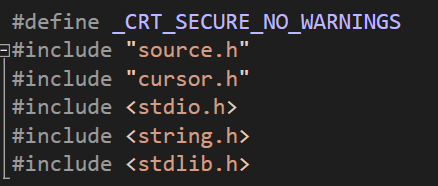 #define _CRT_SECURE_NO_WARNINGS
#include "source.h"
#include "cursor.h"
#include <stdio.h>
#include <string.h>
#include <stdlib.h>